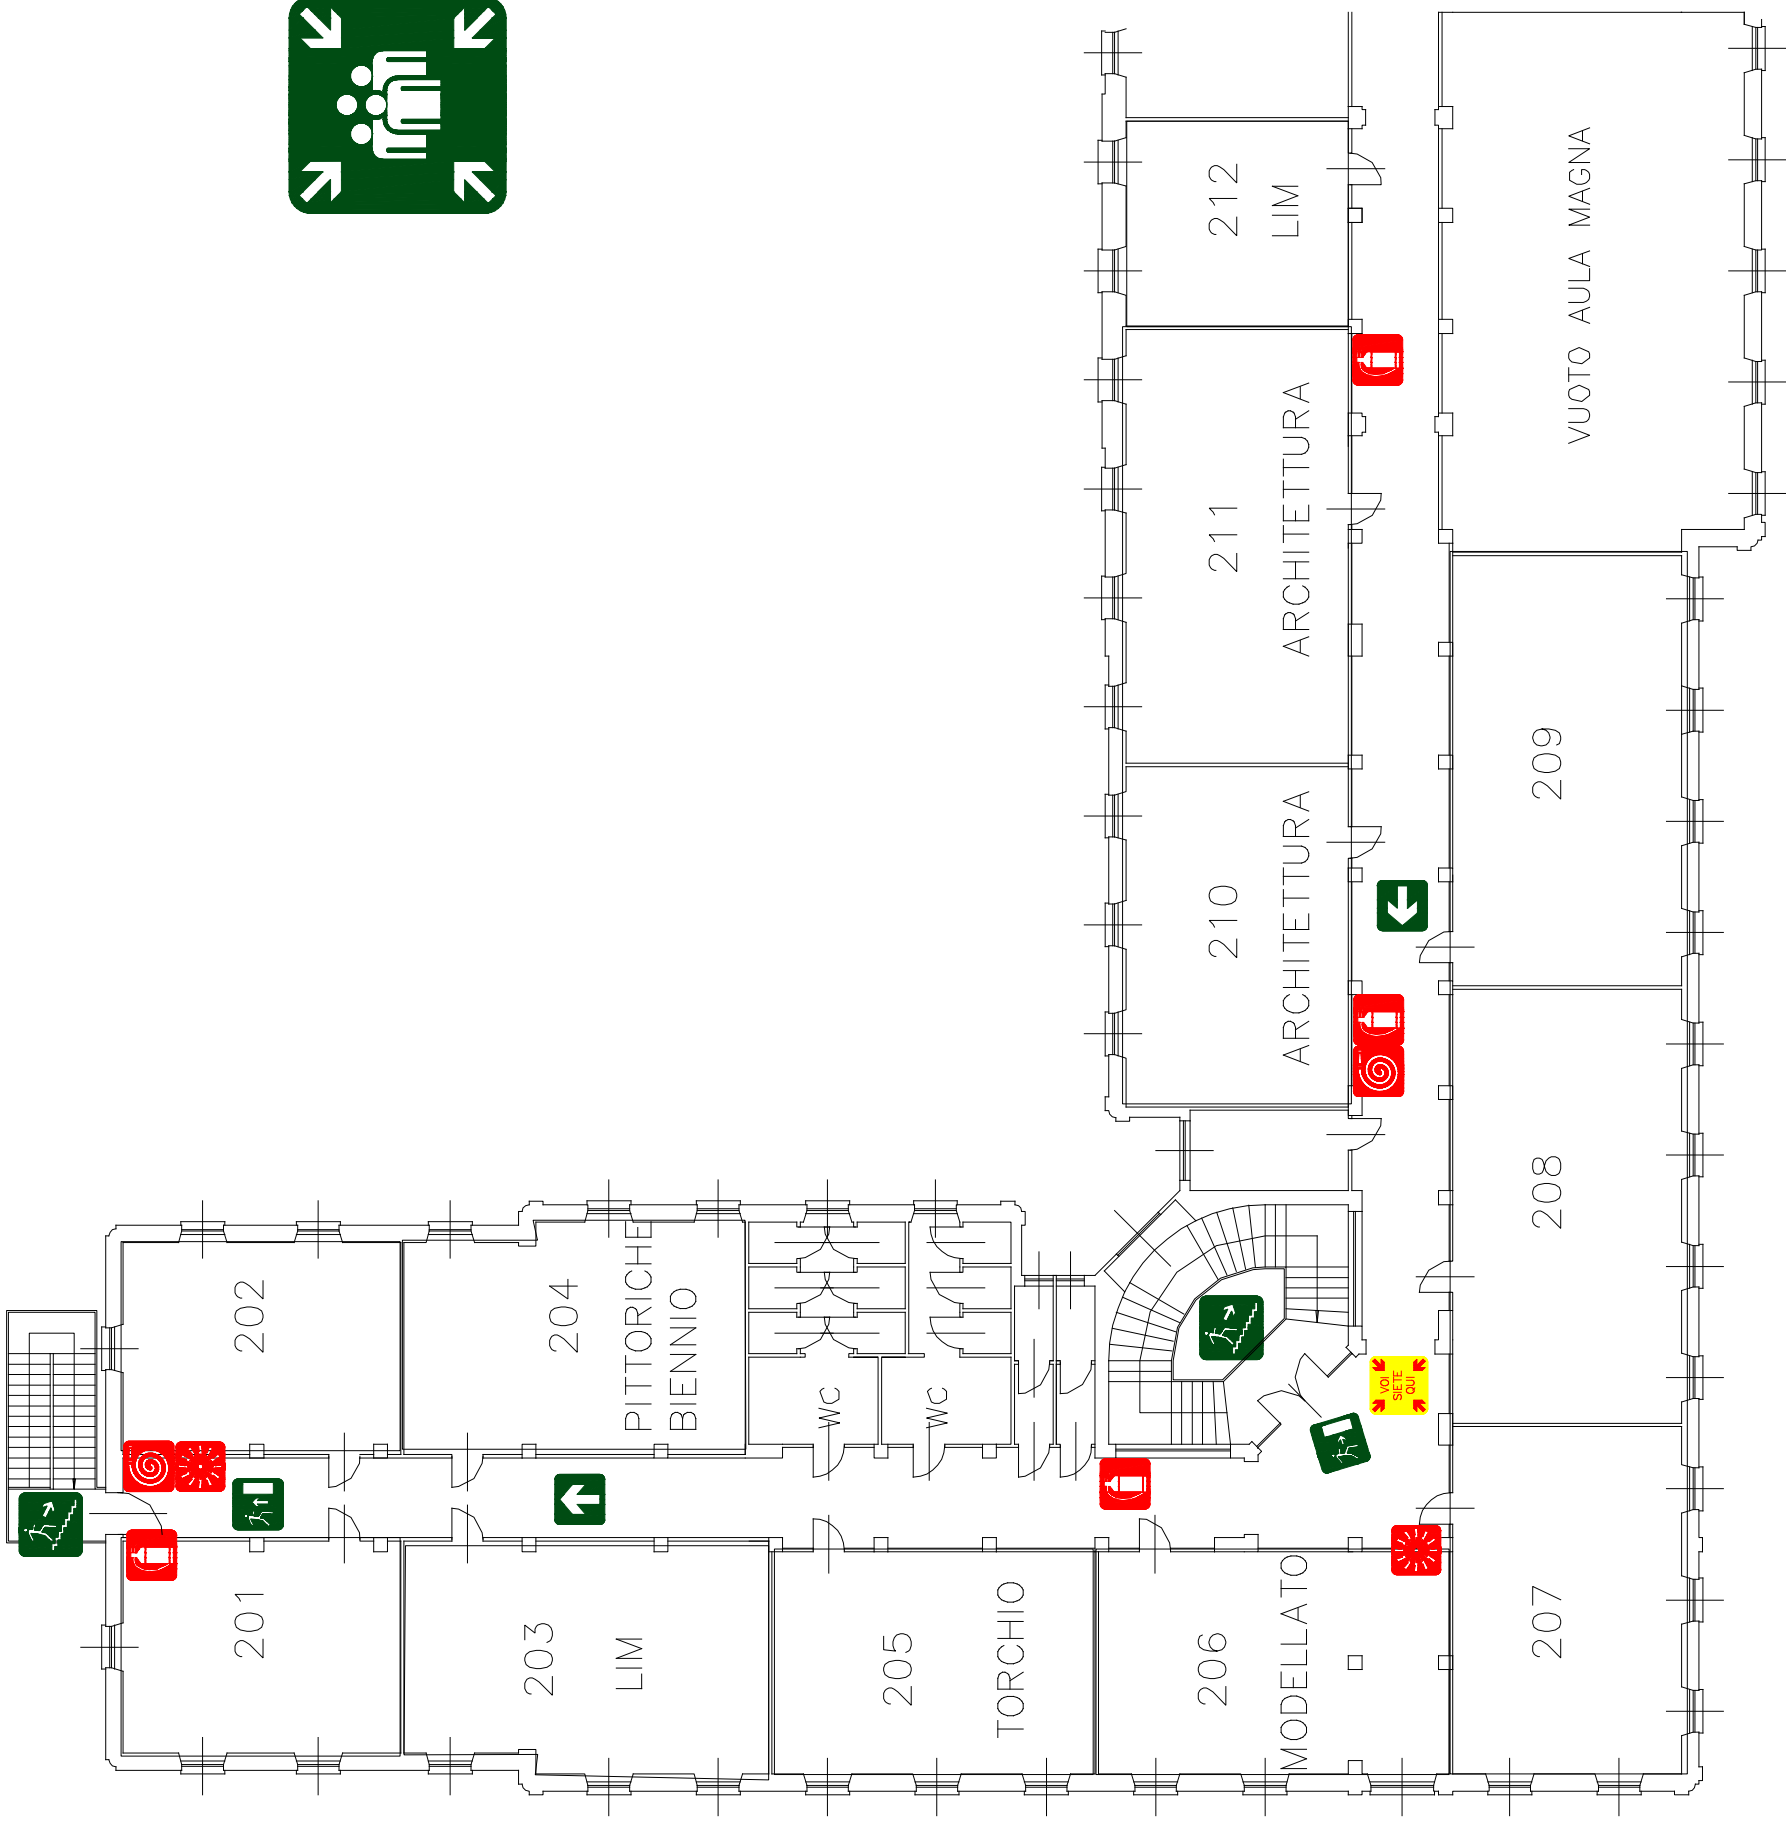 212
LIM
VUOTO AULA MAGNA
211
ARCHITETTURA
210
ARCHITETTURA
209
208
207
202
204
PITTORICHE
BIENNIO
WC
WC
VOI
SIETE
QUI
201
203
LIM
205
TORCHIO
206
MODELLATO